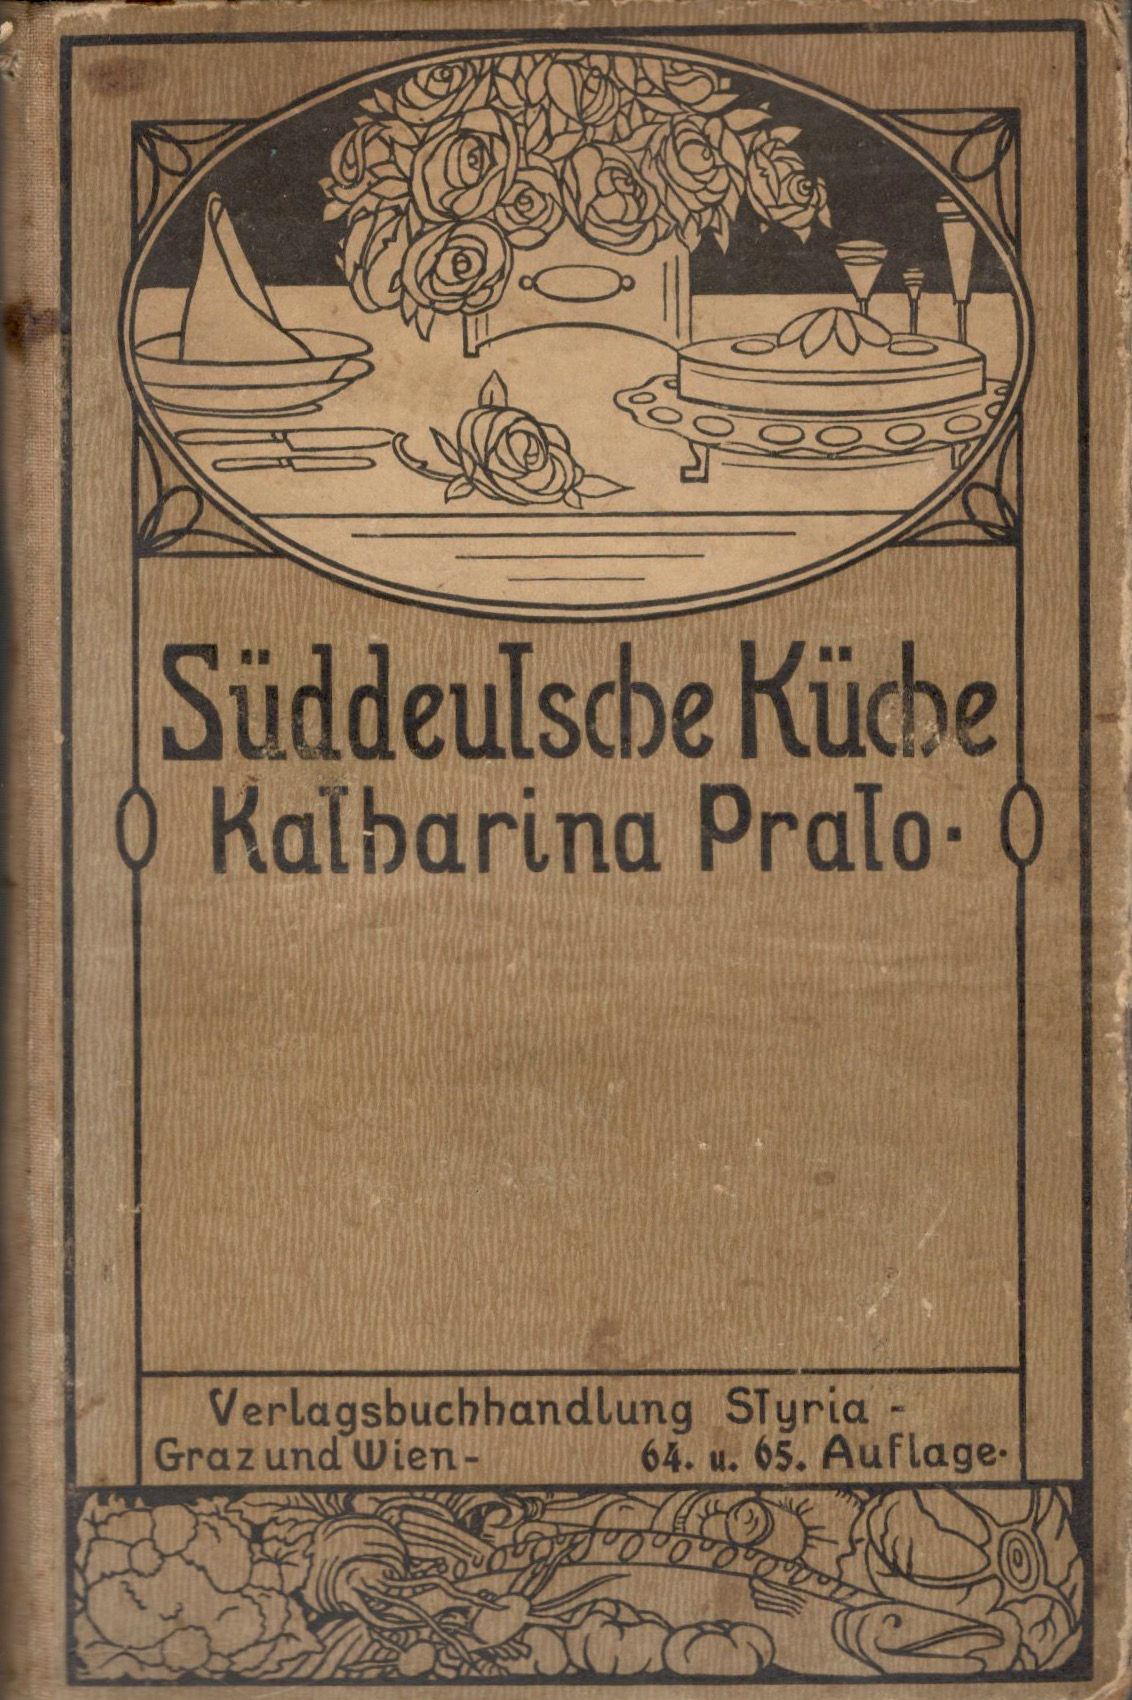 Süddeutsche Küche
Katharina Prato.
Verlagsbuchhandlung Styria -
Graz und Wien - 64. u. 65. Auflage.